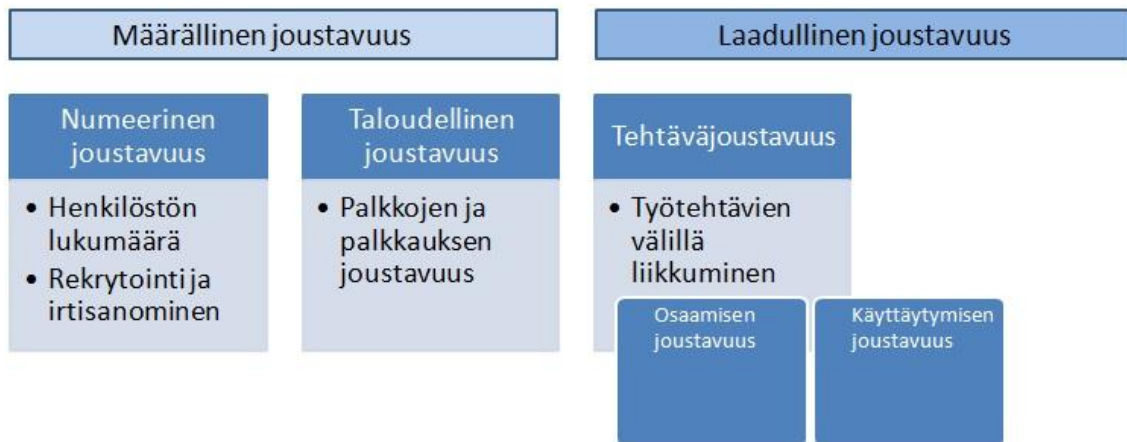 Määrällinen joustavuus
Laadullinen joustavuus
Numeerinen
joustavuus
• Henkilöstön
lukumäärä
• Rekrytointi ja
irtisanominen
Taloudellinen
joustavuus
• Palkkojen ja
palkkauksen
joustavuus
Tehtäväjoustavuus
• Työtehtävien
välillä
liikkuminen
Osaamisen
joustavuus
Käyttäytymisen
joustavuus